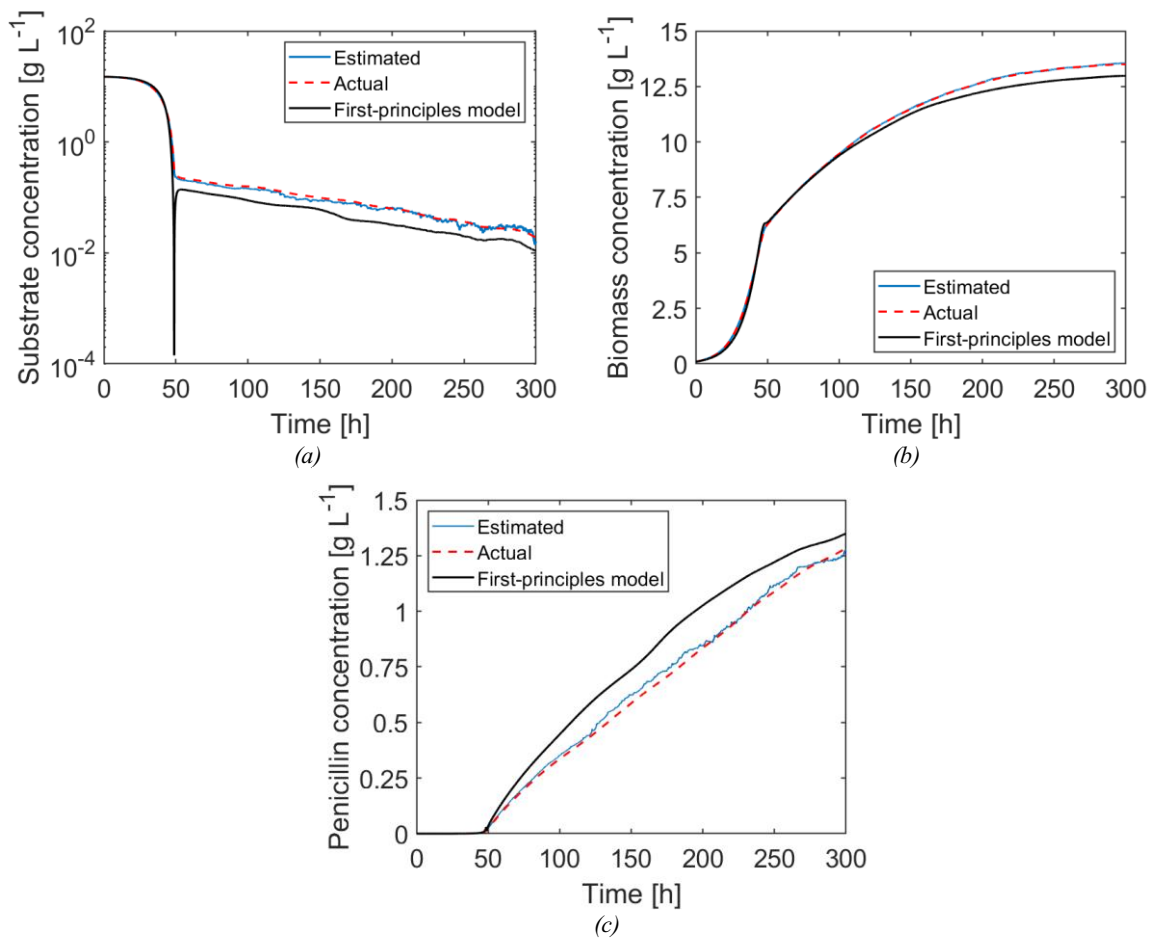 Substrate concentration [g L⁻¹]
10²
10⁰
10⁻²
10⁻⁴
Estimated
Actual
First-principles model
0 50 100 150 200 250 300
Time [h]
(a)
Biomass concentration [g L⁻¹]
15
12.5
10
7.5
5
2.5
0
Estimated
Actual
First-principles model
0 50 100 150 200 250 300
Time [h]
(b)
Penicillin concentration [g L⁻¹]
1.5
1.25
1
0.75
0.5
0.25
0
Estimated
Actual
First-principles model
0 50 100 150 200 250 300
Time [h]
(c)